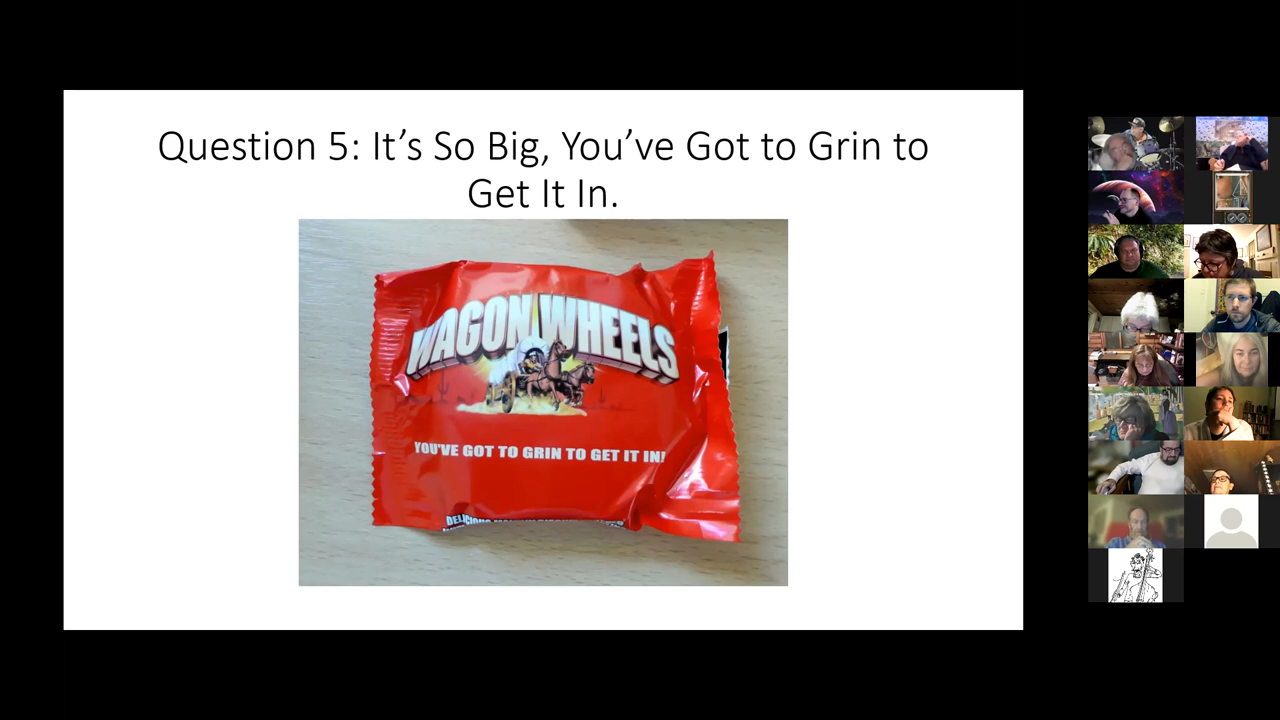 Question 5: It’s So Big, You’ve Got to Grin to
Get It In.
WAGON WHEELS
YOU'VE GOT TO GRIN TO GET IT IN!
DELICIOUS